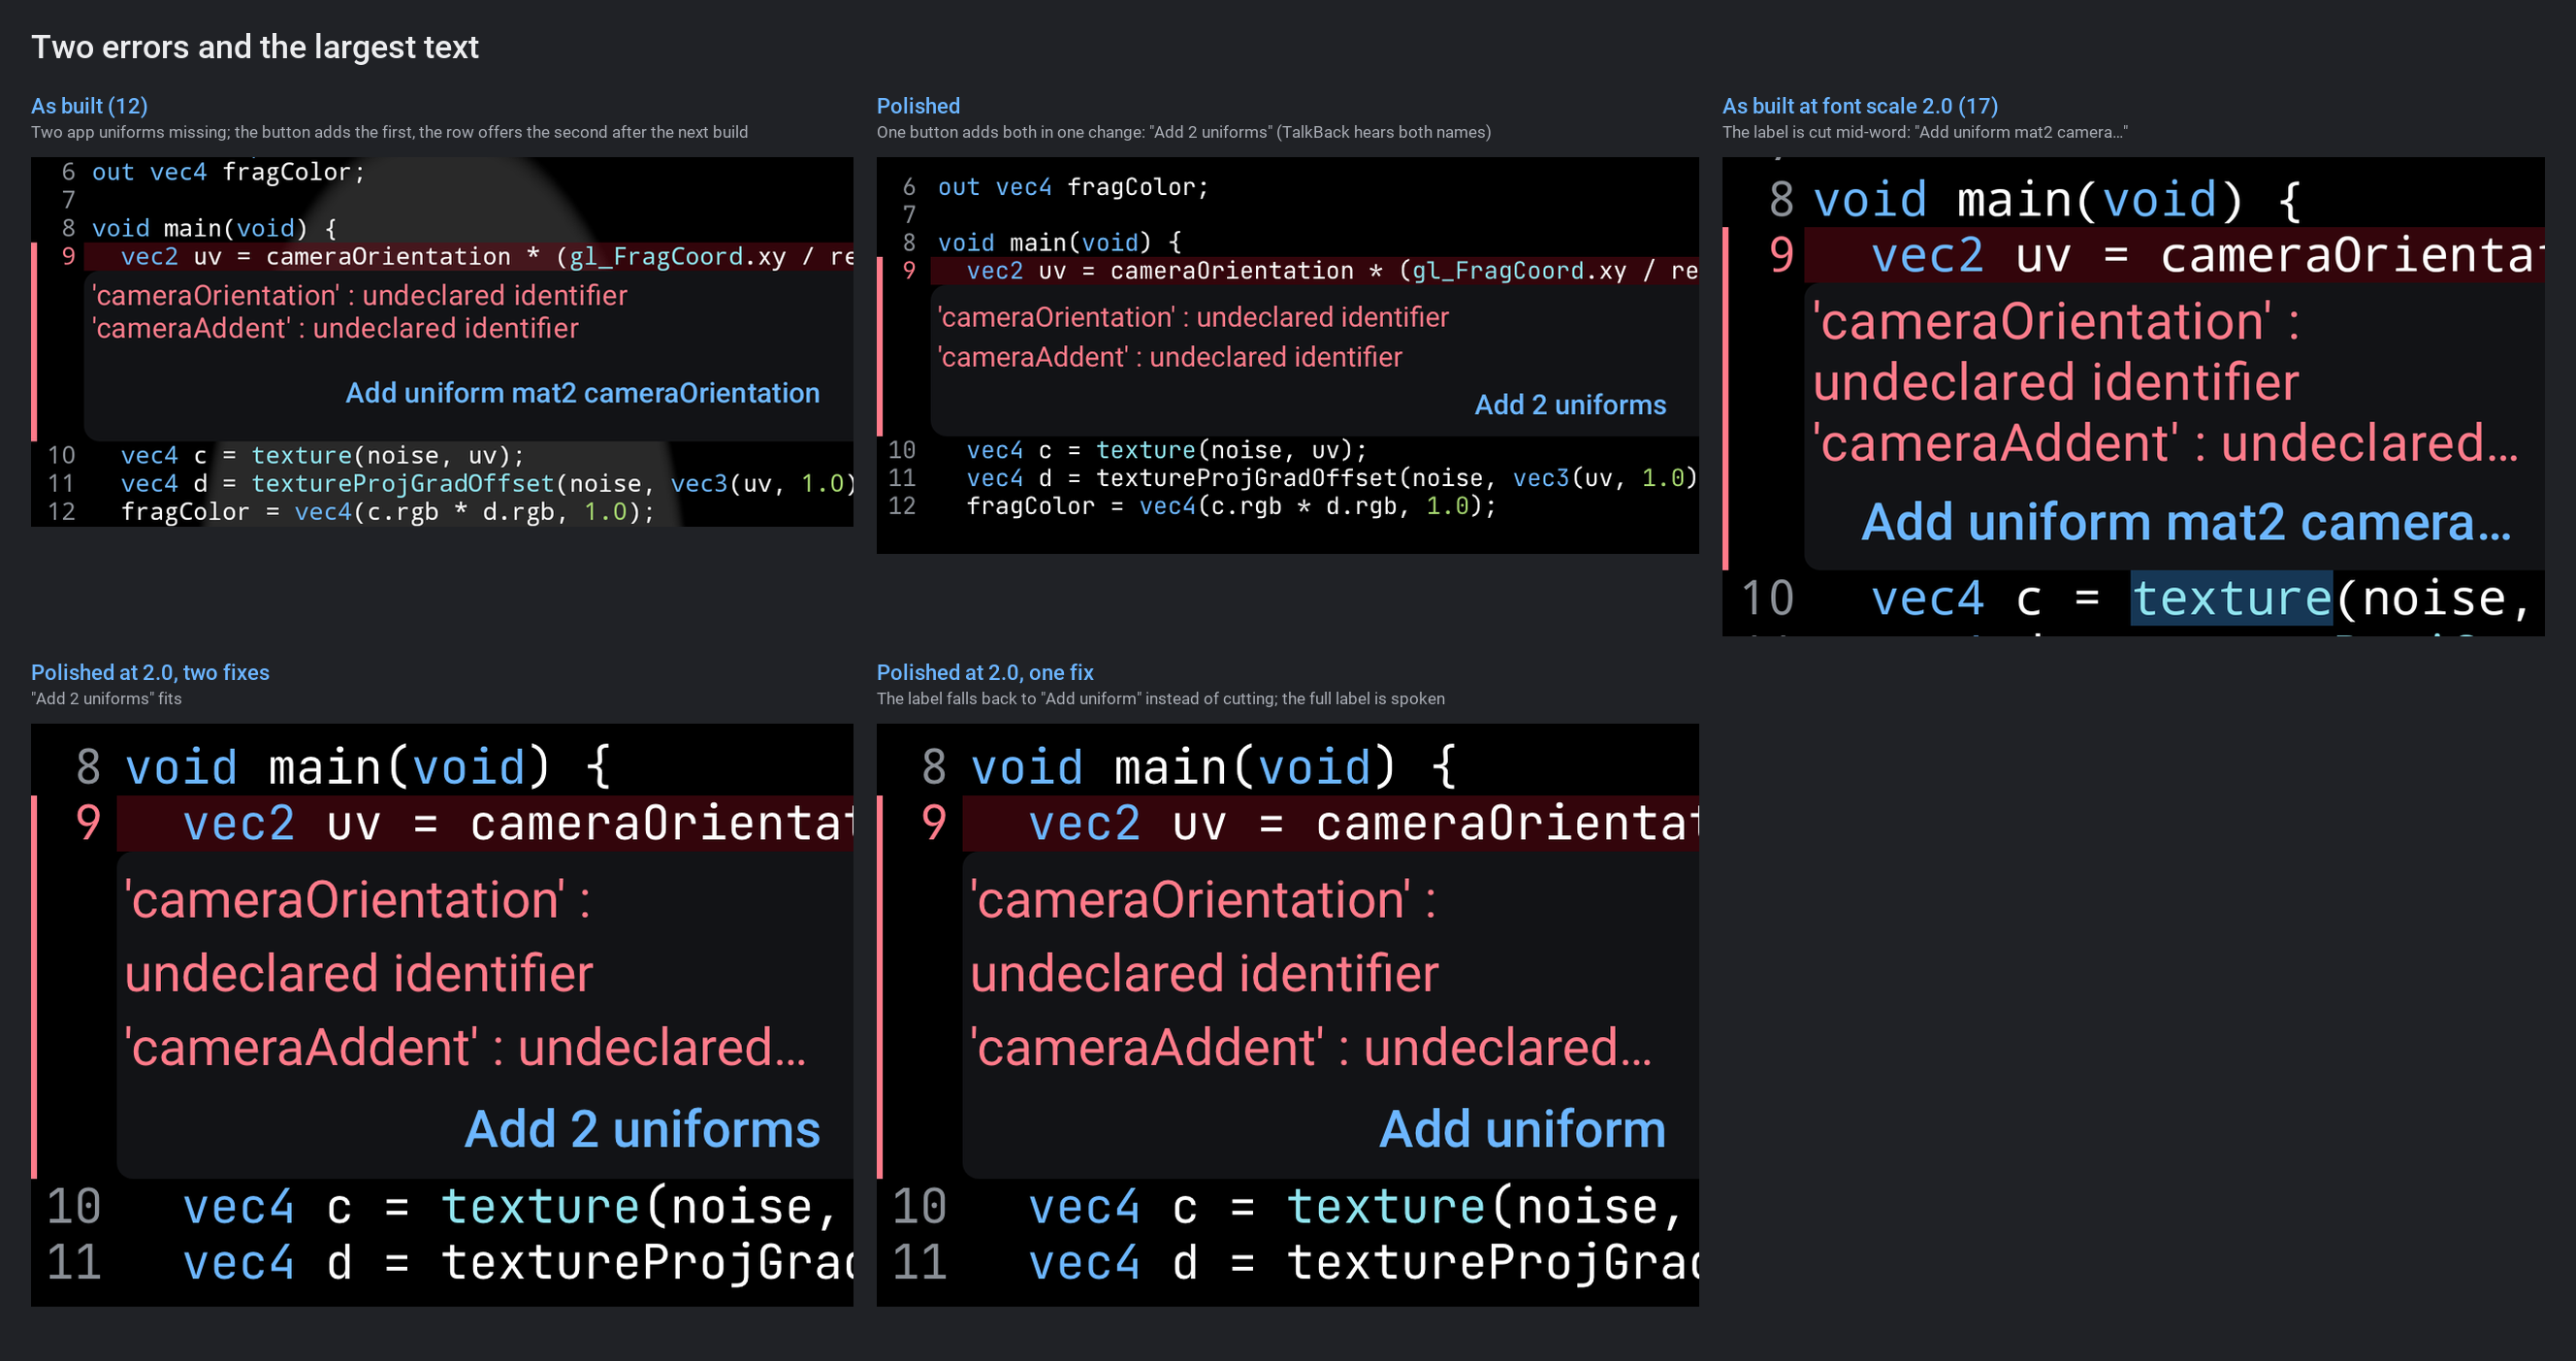 Two errors and the largest text
As built (12)
Two app uniforms missing; the button adds the first, the row offers the second after the next build
6 out vec4 fragColor;
7
8 void main(void) {
9 vec2 uv = cameraOrientation * (gl_FragCoord.xy / re
'cameraOrientation' : undeclared identifier
'cameraAddent' : undeclared identifier
Add uniform mat2 cameraOrientation
10 vec4 c = texture(noise, uv);
11 vec4 d = textureProjGradOffset(noise, vec3(uv, 1.0)
12 fragColor = vec4(c.rgb * d.rgb, 1.0);
Polished
One button adds both in one change: "Add 2 uniforms" (TalkBack hears both names)
6 out vec4 fragColor;
7
8 void main(void) {
9 vec2 uv = cameraOrientation * (gl_FragCoord.xy / re
'cameraOrientation' : undeclared identifier
'cameraAddent' : undeclared identifier
Add 2 uniforms
10 vec4 c = texture(noise, uv);
11 vec4 d = textureProjGradOffset(noise, vec3(uv, 1.0)
12 fragColor = vec4(c.rgb * d.rgb, 1.0);
As built at font scale 2.0 (17)
The label is cut mid-word: "Add uniform mat2 camera…"
8 void main(void) {
9 vec2 uv = cameraOrientat
'cameraOrientation' :
undeclared identifier
'cameraAddent' : undeclared…
Add uniform mat2 camera…
10 vec4 c = texture(noise,
Polished at 2.0, two fixes
"Add 2 uniforms" fits
8 void main(void) {
9 vec2 uv = cameraOrientat
'cameraOrientation' :
undeclared identifier
'cameraAddent' : undeclared…
Add 2 uniforms
10 vec4 c = texture(noise,
11 vec4 d = textureProjGrad
Polished at 2.0, one fix
The label falls back to "Add uniform" instead of cutting; the full label is spoken
8 void main(void) {
9 vec2 uv = cameraOrientat
'cameraOrientation' :
undeclared identifier
'cameraAddent' : undeclared…
Add uniform
10 vec4 c = texture(noise,
11 vec4 d = textureProjGrad